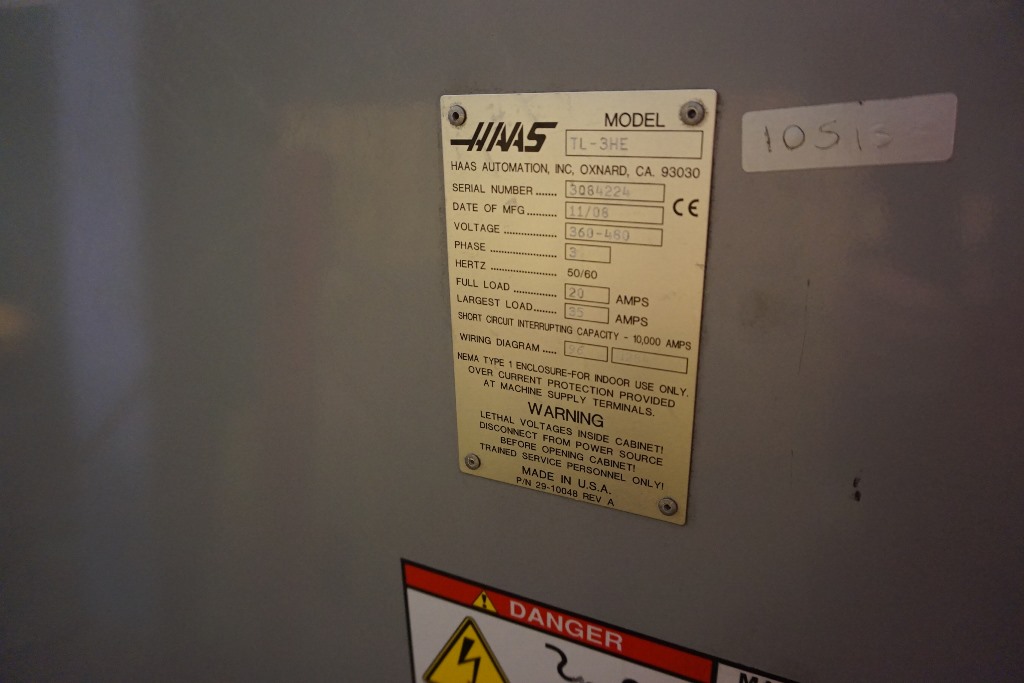 HAAS MODEL
TL-3HE
HAAS AUTOMATION, INC, OXNARD, CA. 93030
SERIAL NUMBER ....... 3084224
DATE OF MFG.......... 11/08
CE
VOLTAGE ................. 360-480
PHASE ..................... 3
HERTZ ..................... 50/60
FULL LOAD .............. 20 AMPS
LARGEST LOAD........ 35 AMPS
SHORT CIRCUIT INTERRUPTING CAPACITY - 10,000 AMPS
WIRING DIAGRAM .....
NEMA TYPE 1 ENCLOSURE-FOR INDOOR USE ONLY.
OVER CURRENT PROTECTION PROVIDED
AT MACHINE SUPPLY TERMINALS.
WARNING
LETHAL VOLTAGES INSIDE CABINET!
DISCONNECT FROM POWER SOURCE
BEFORE OPENING CABINET!
TRAINED SERVICE PERSONNEL ONLY!
MADE IN U.S.A.
P/N 29-10048 REV A
10513
DANGER